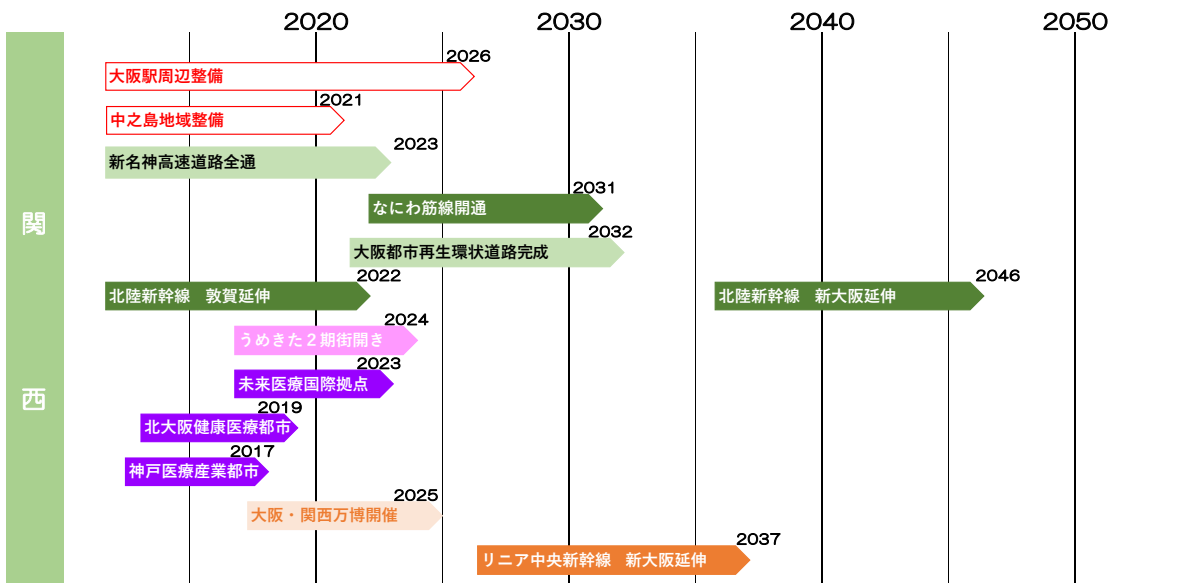 2020 2030 2040 2050
関西
2026
大阪駅周辺整備
2021
中之島地域整備
2023
新名神高速道路全通
2031
なにわ筋線開通
2032
大阪都市再生環状道路完成
2022
北陸新幹線　敦賀延伸
2046
北陸新幹線　新大阪延伸
2024
うめきた２期街開き
2023
未来医療国際拠点
2019
北大阪健康医療都市
2017
神戸医療産業都市
2025
大阪・関西万博開催
2037
リニア中央新幹線　新大阪延伸